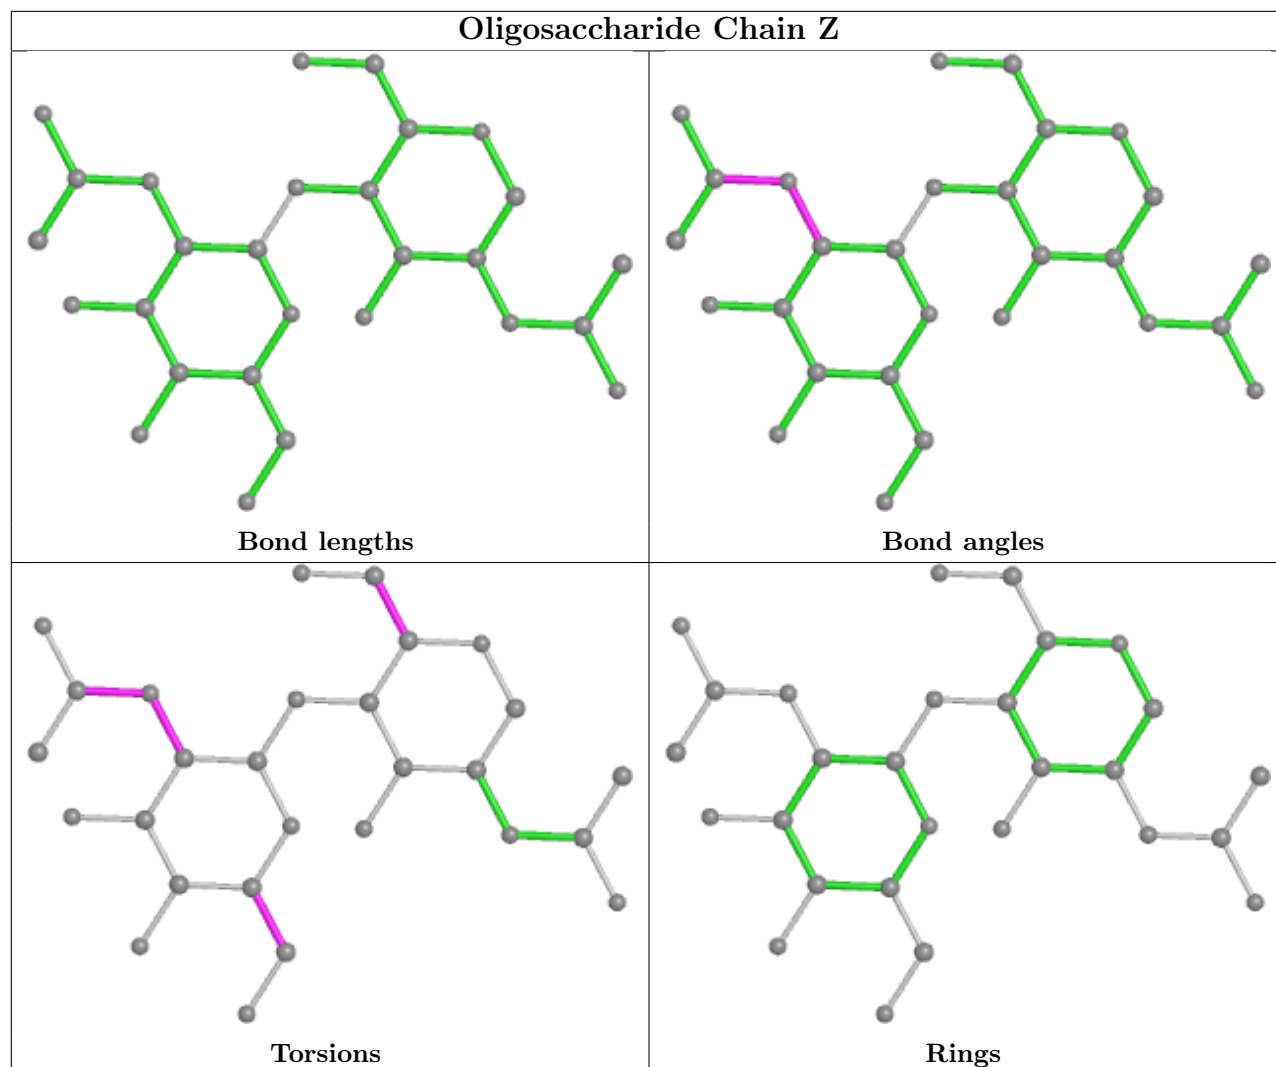 Oligosaccharide Chain Z
Bond lengths
Bond angles
Torsions
Rings